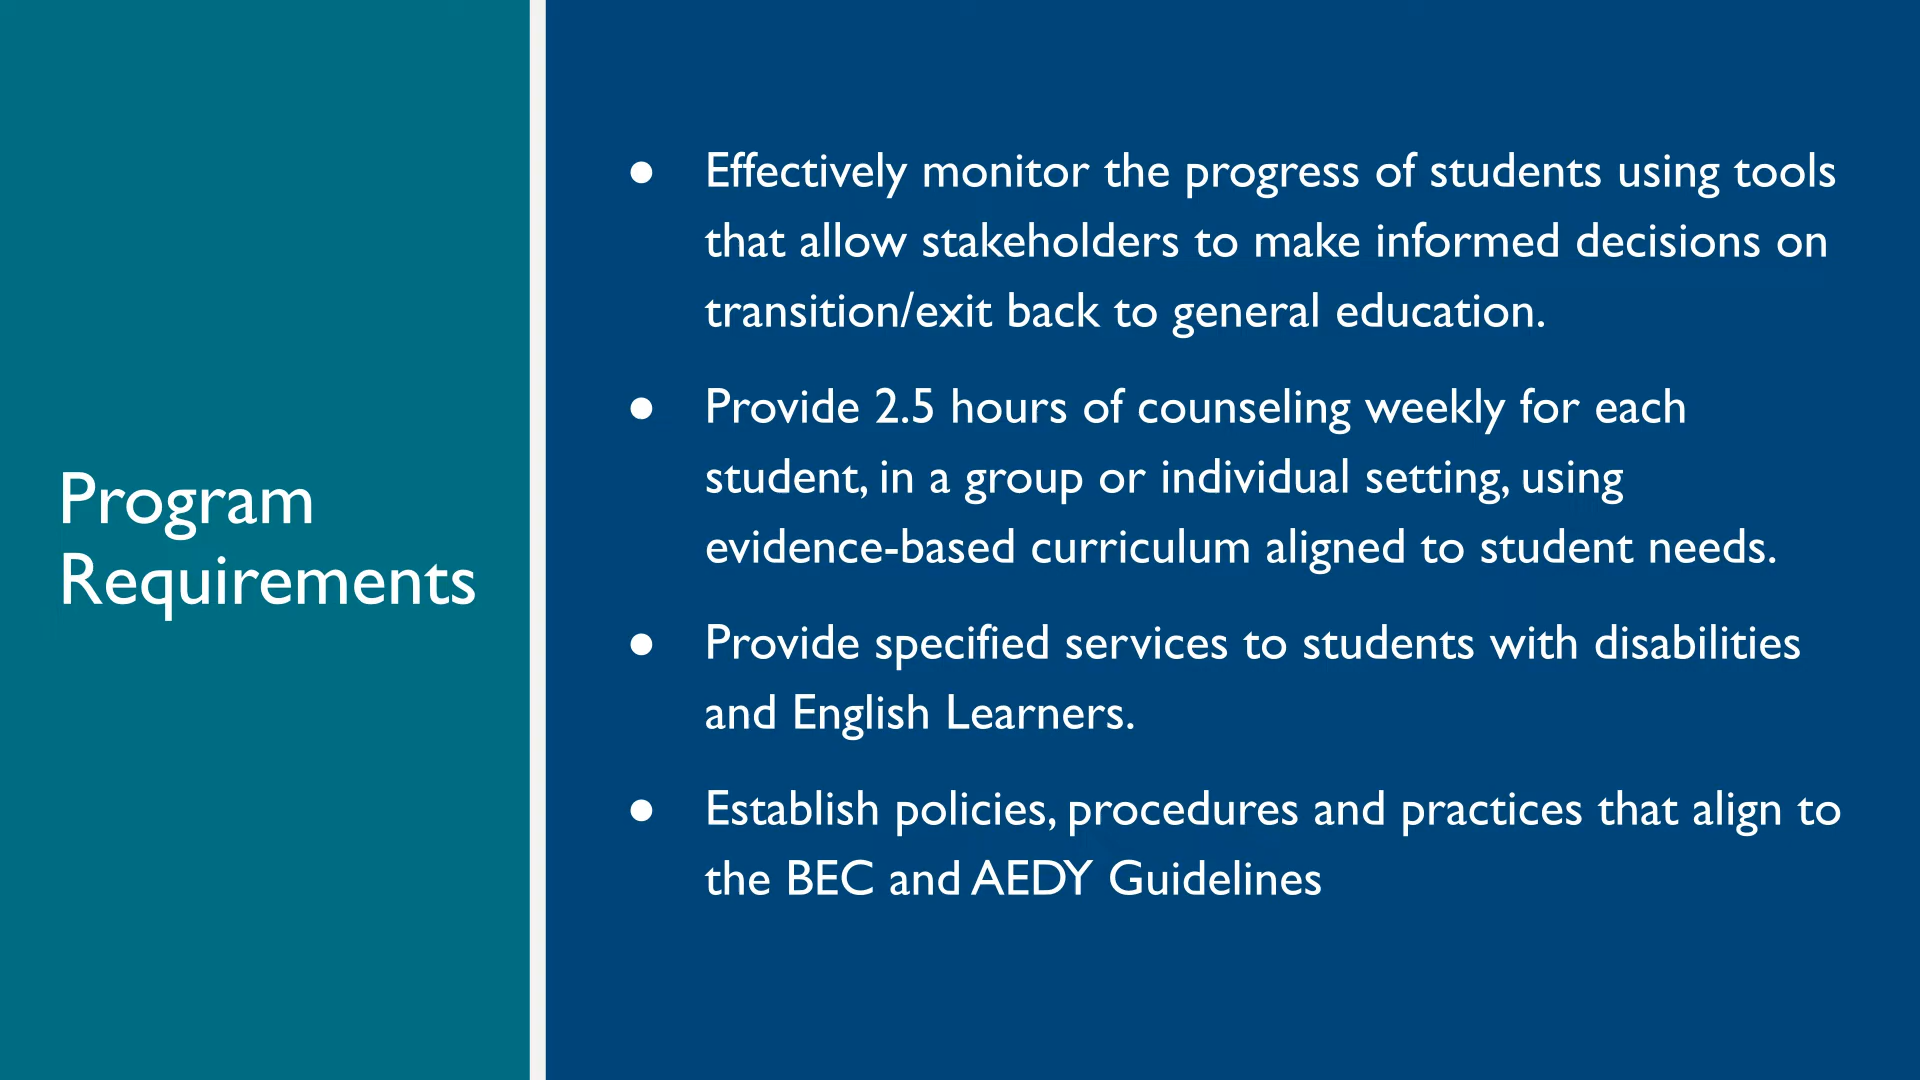 Program
Requirements
● Effectively monitor the progress of students using tools
that allow stakeholders to make informed decisions on
transition/exit back to general education.
● Provide 2.5 hours of counseling weekly for each
student, in a group or individual setting, using
evidence-based curriculum aligned to student needs.
● Provide specified services to students with disabilities
and English Learners.
● Establish policies, procedures and practices that align to
the BEC and AEDY Guidelines